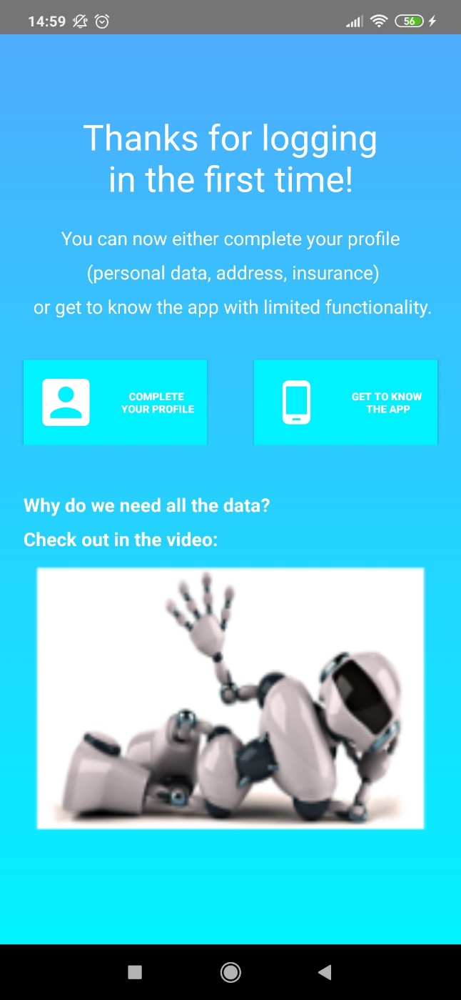 14:59
56
Thanks for logging
in the first time!
You can now either complete your profile
(personal data, address, insurance)
or get to know the app with limited functionality.
COMPLETE
YOUR PROFILE
GET TO KNOW
THE APP
Why do we need all the data?
Check out in the video: